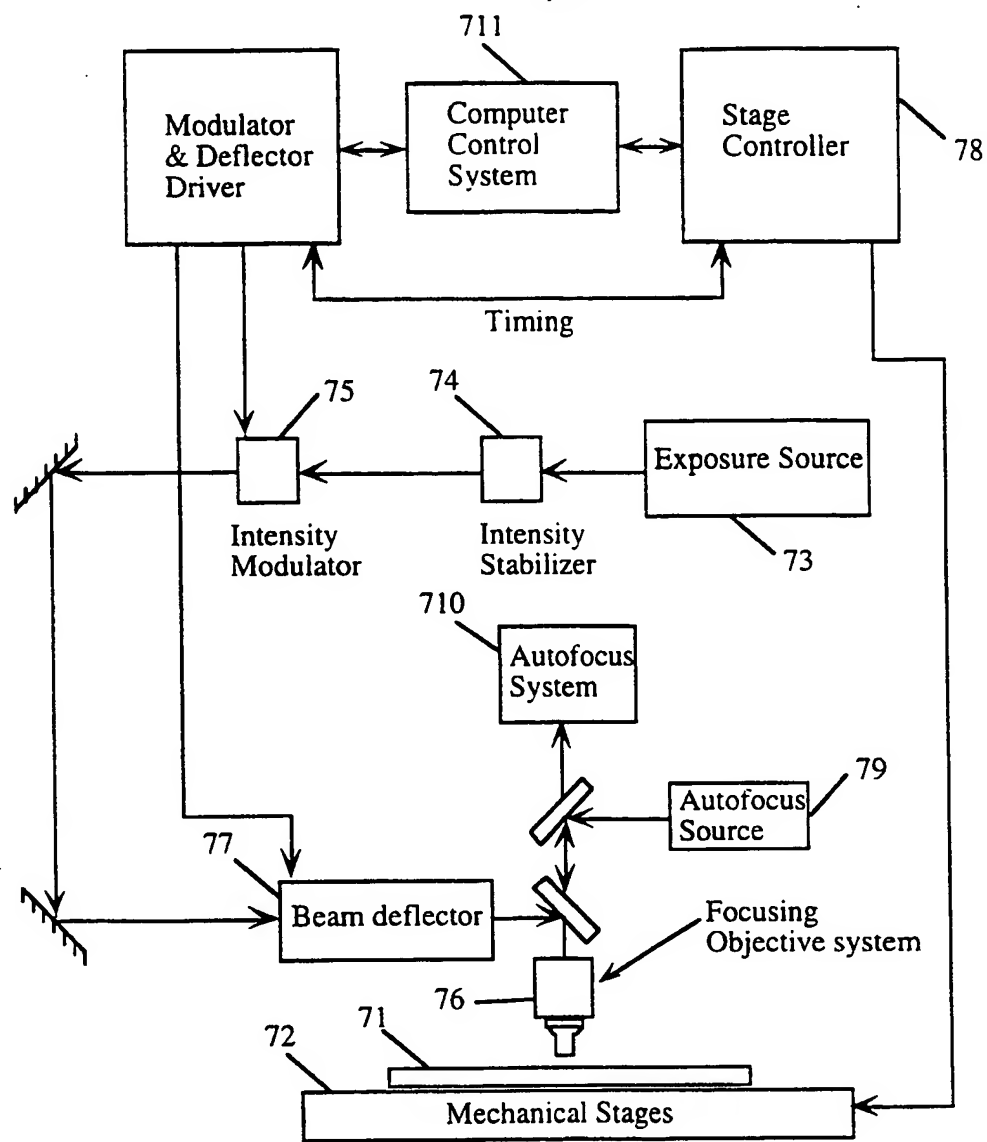 711
Modulator
& Deflector
Driver
Computer
Control
System
Stage
Controller
78
Timing
75
74
Exposure Source
Intensity
Modulator
Intensity
Stabilizer
73
710
Autofocus
System
79
Autofocus
Source
77
Beam deflector
Focusing
Objective system
76
71
72
Mechanical Stages